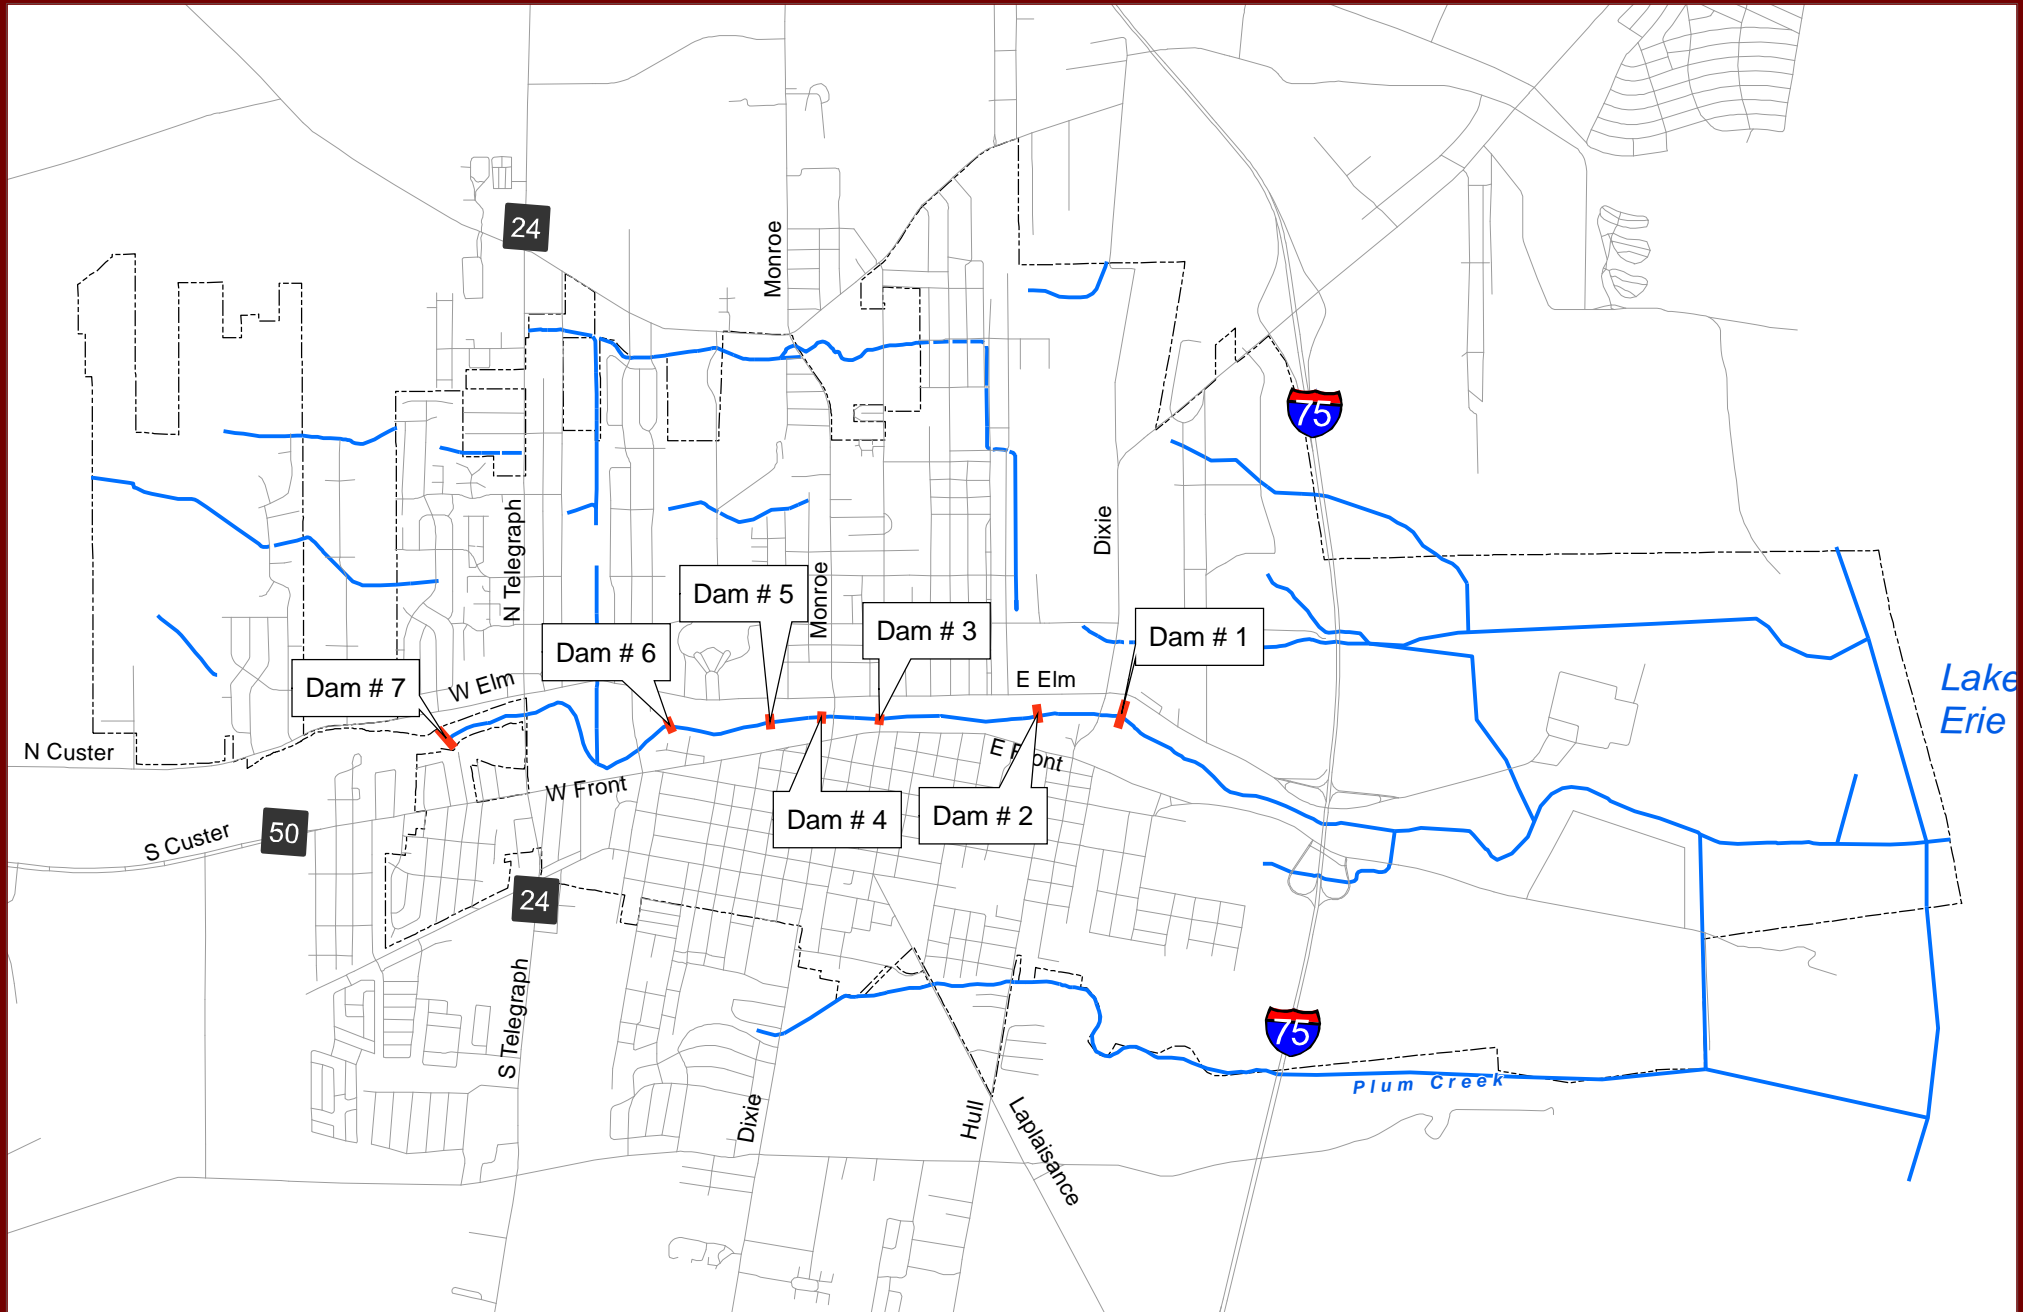 24
Monroe
75
N Telegraph
Dixie
Dam # 5
Monroe
Dam # 3
Dam # 1
Dam # 6
Dam # 7
W Elm
E Elm
Lake
Erie
N Custer
E Front
W Front
Dam # 4
Dam # 2
50
S Custer
24
S Telegraph
75
Plum Creek
Dixie
Hull
Laplaisance